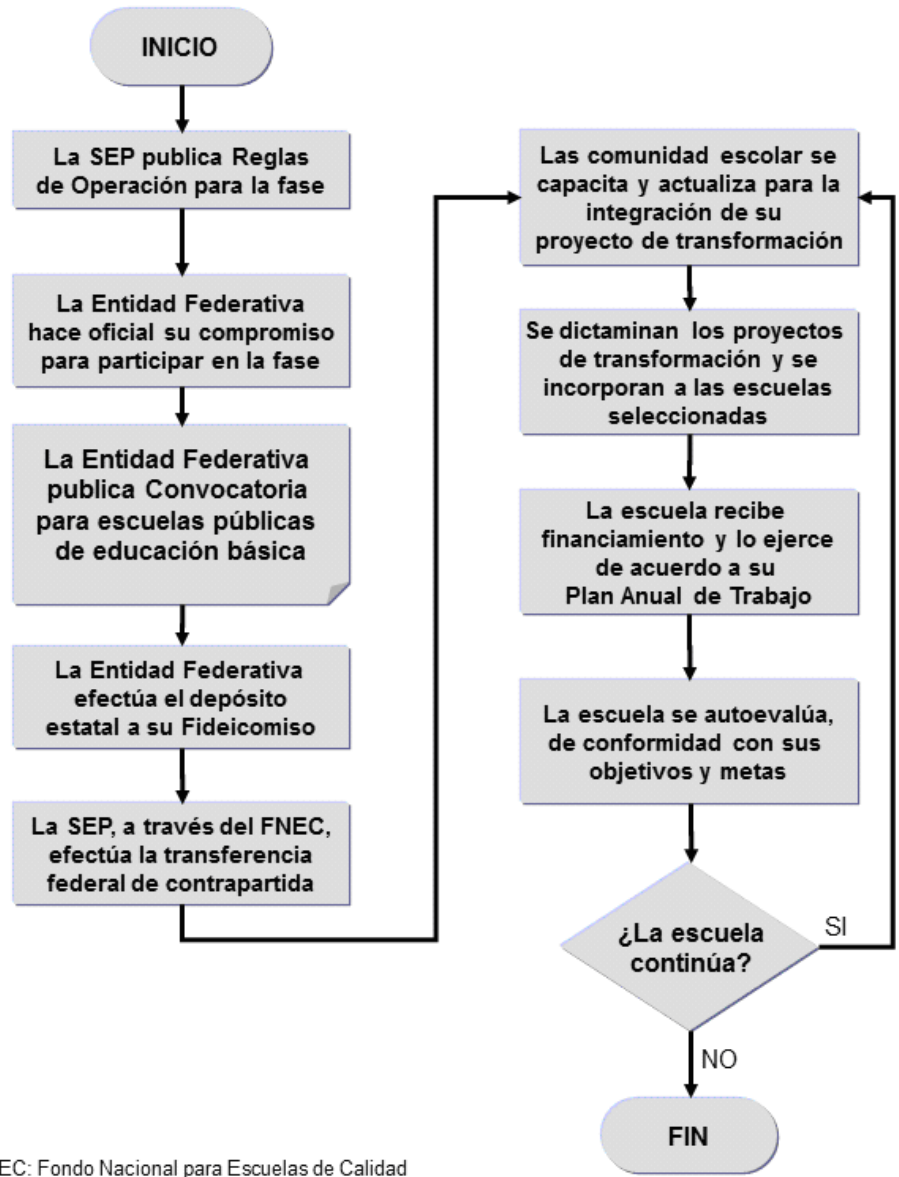 INICIO
La SEP publica Reglas
de Operación para la fase
La Entidad Federativa
hace oficial su compromiso
para participar en la fase
La Entidad Federativa
publica Convocatoria
para escuelas públicas
de educación básica
La Entidad Federativa
efectúa el depósito
estatal a su Fideicomiso
La SEP, a través del FNEC,
efectúa la transferencia
federal de contrapartida
Las comunidad escolar se
capacita y actualiza para la
integración de su
proyecto de transformación
Se dictaminan los proyectos
de transformación y se
incorporan a las escuelas
seleccionadas
La escuela recibe
financiamiento y lo ejerce
de acuerdo a su
Plan Anual de Trabajo
La escuela se autoevalúa,
de conformidad con sus
objetivos y metas
¿La escuela
continúa?
SI
NO
FIN
EC: Fondo Nacional para Escuelas de Calidad